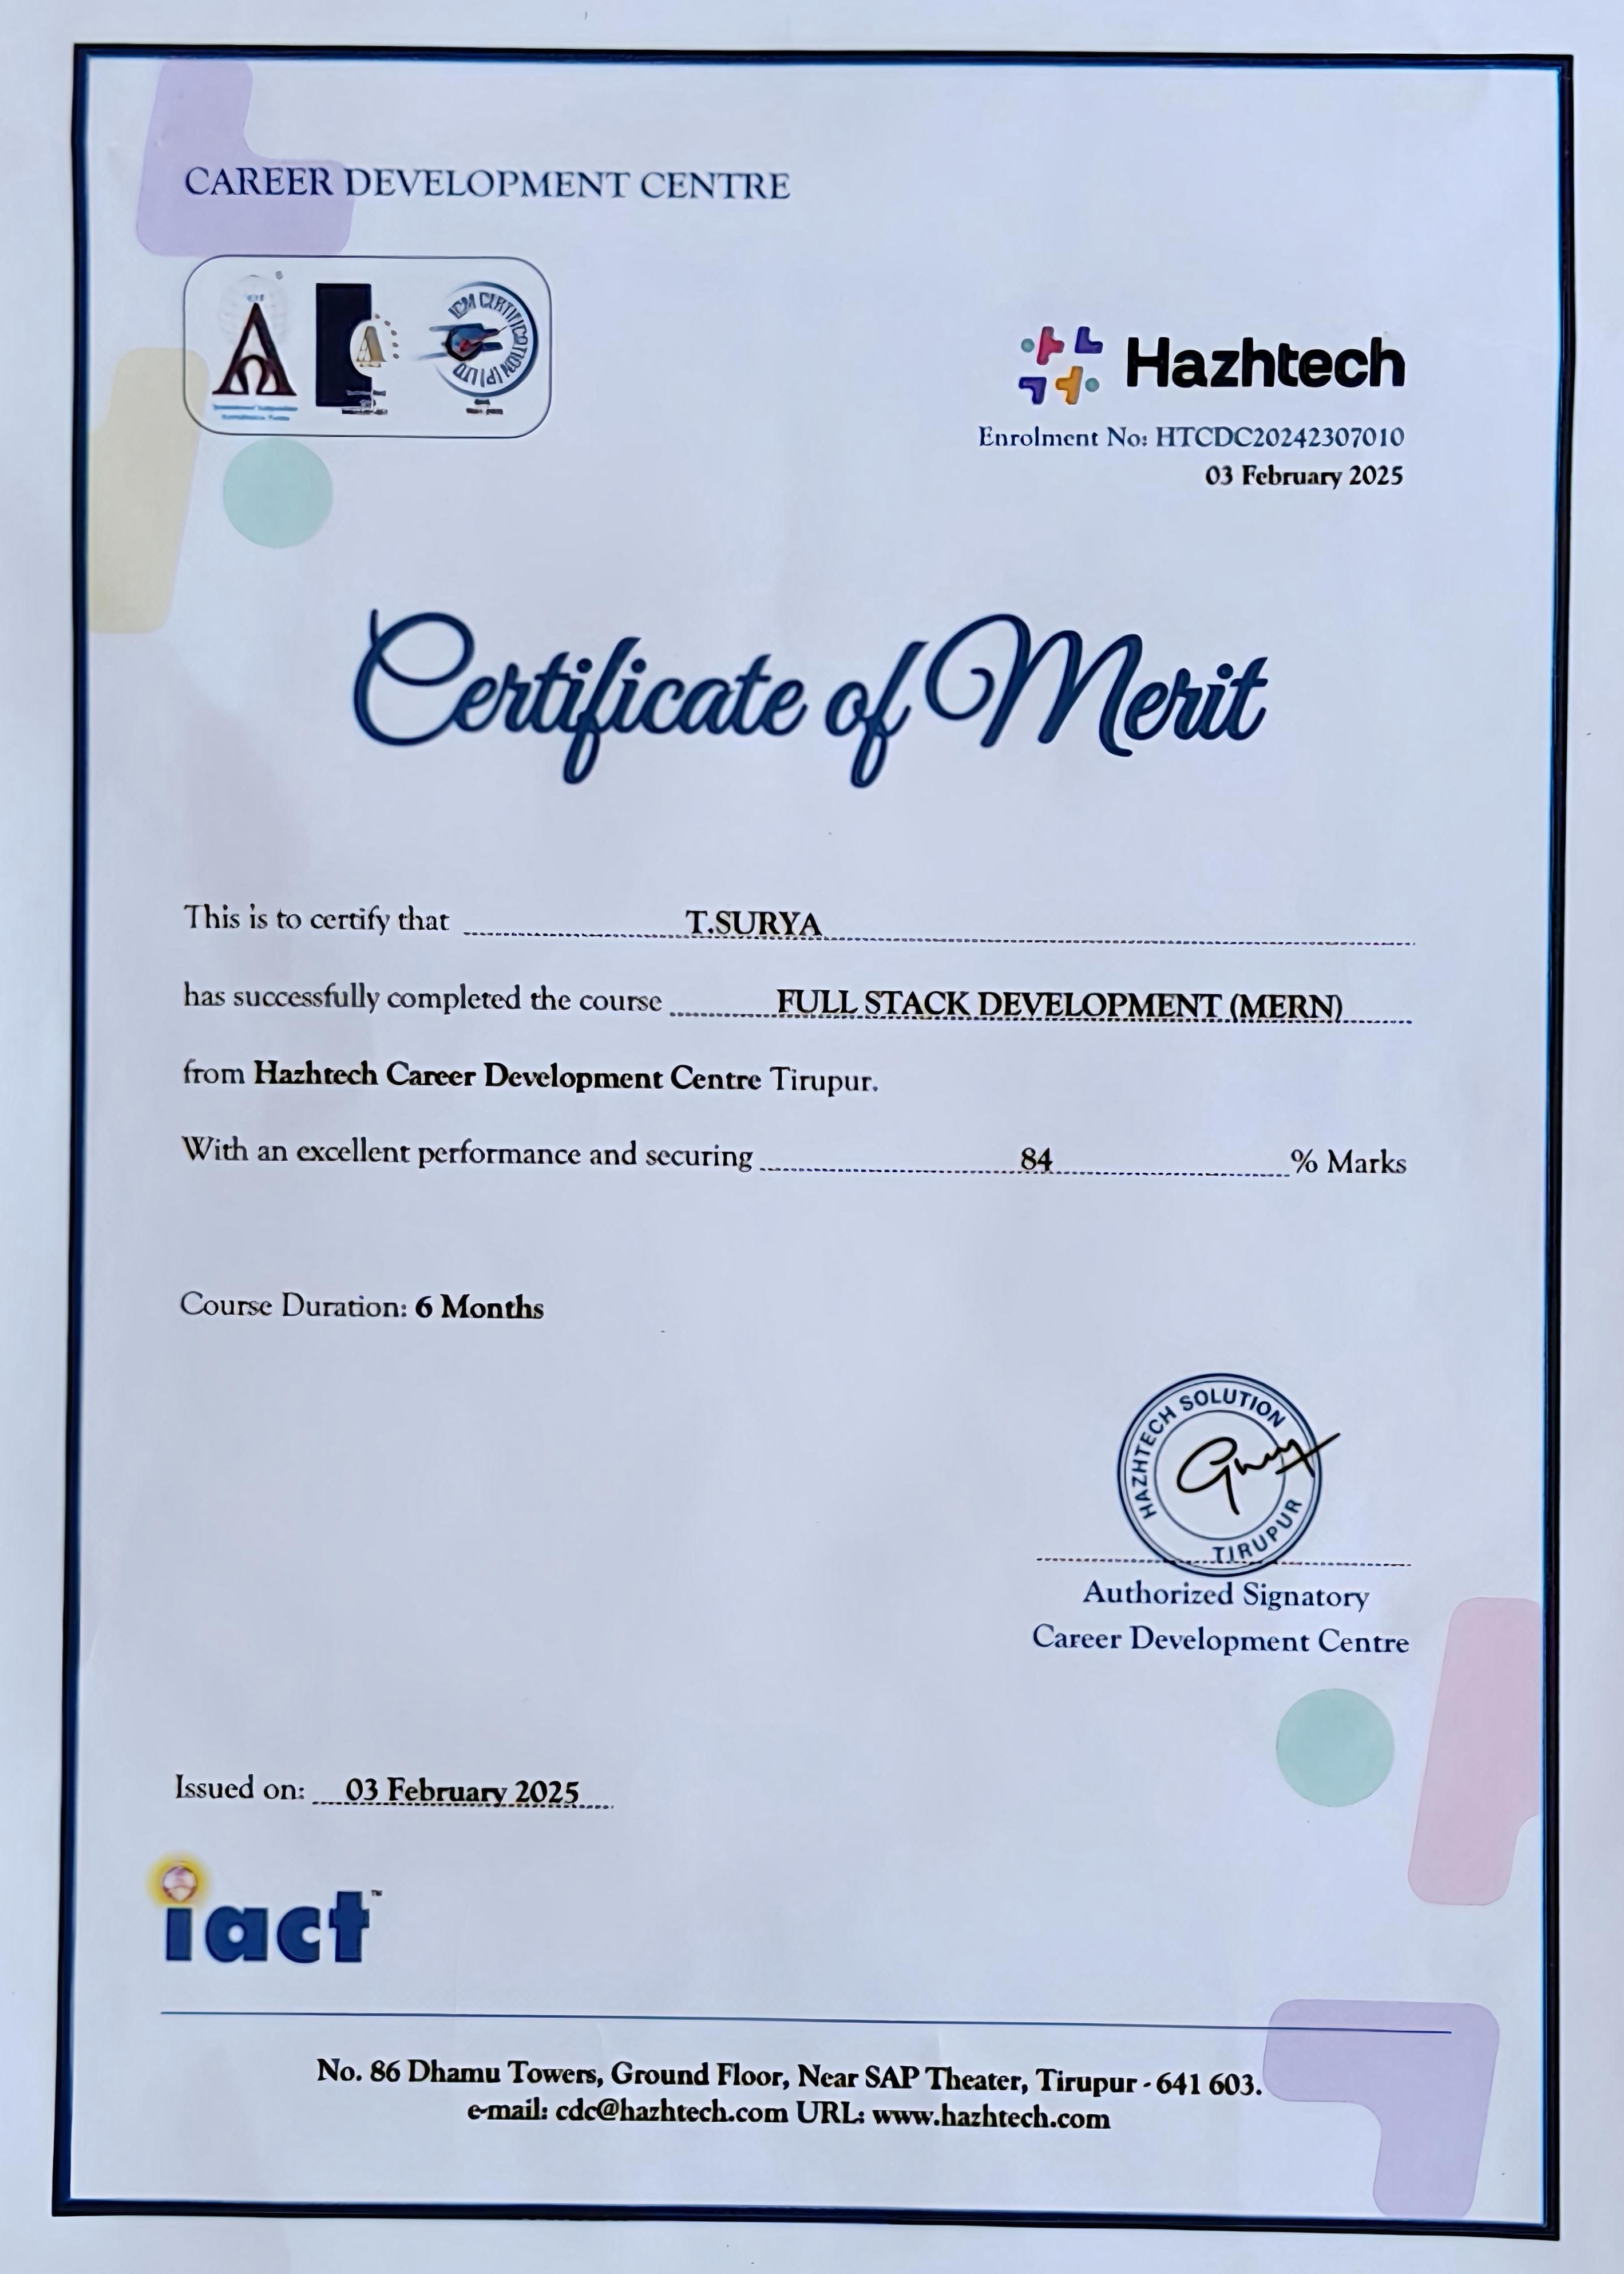 CAREER DEVELOPMENT CENTRE
ICM CERTIFICATION (P) LTD
Hazhtech
Enrolment No: HTCDC20242307010
03 February 2025
Certificate of Merit
This is to certify that T.SURYA
has successfully completed the course FULL STACK DEVELOPMENT (MERN)
from Hazhtech Career Development Centre Tirupur.
With an excellent performance and securing 84 % Marks
Course Duration: 6 Months
HAZHTECH SOLUTION
TIRUPUR
Authorized Signatory
Career Development Centre
Issued on: 03 February 2025
iact™
No. 86 Dhamu Towers, Ground Floor, Near SAP Theater, Tirupur - 641 603.
e-mail: cdc@hazhtech.com URL: www.hazhtech.com